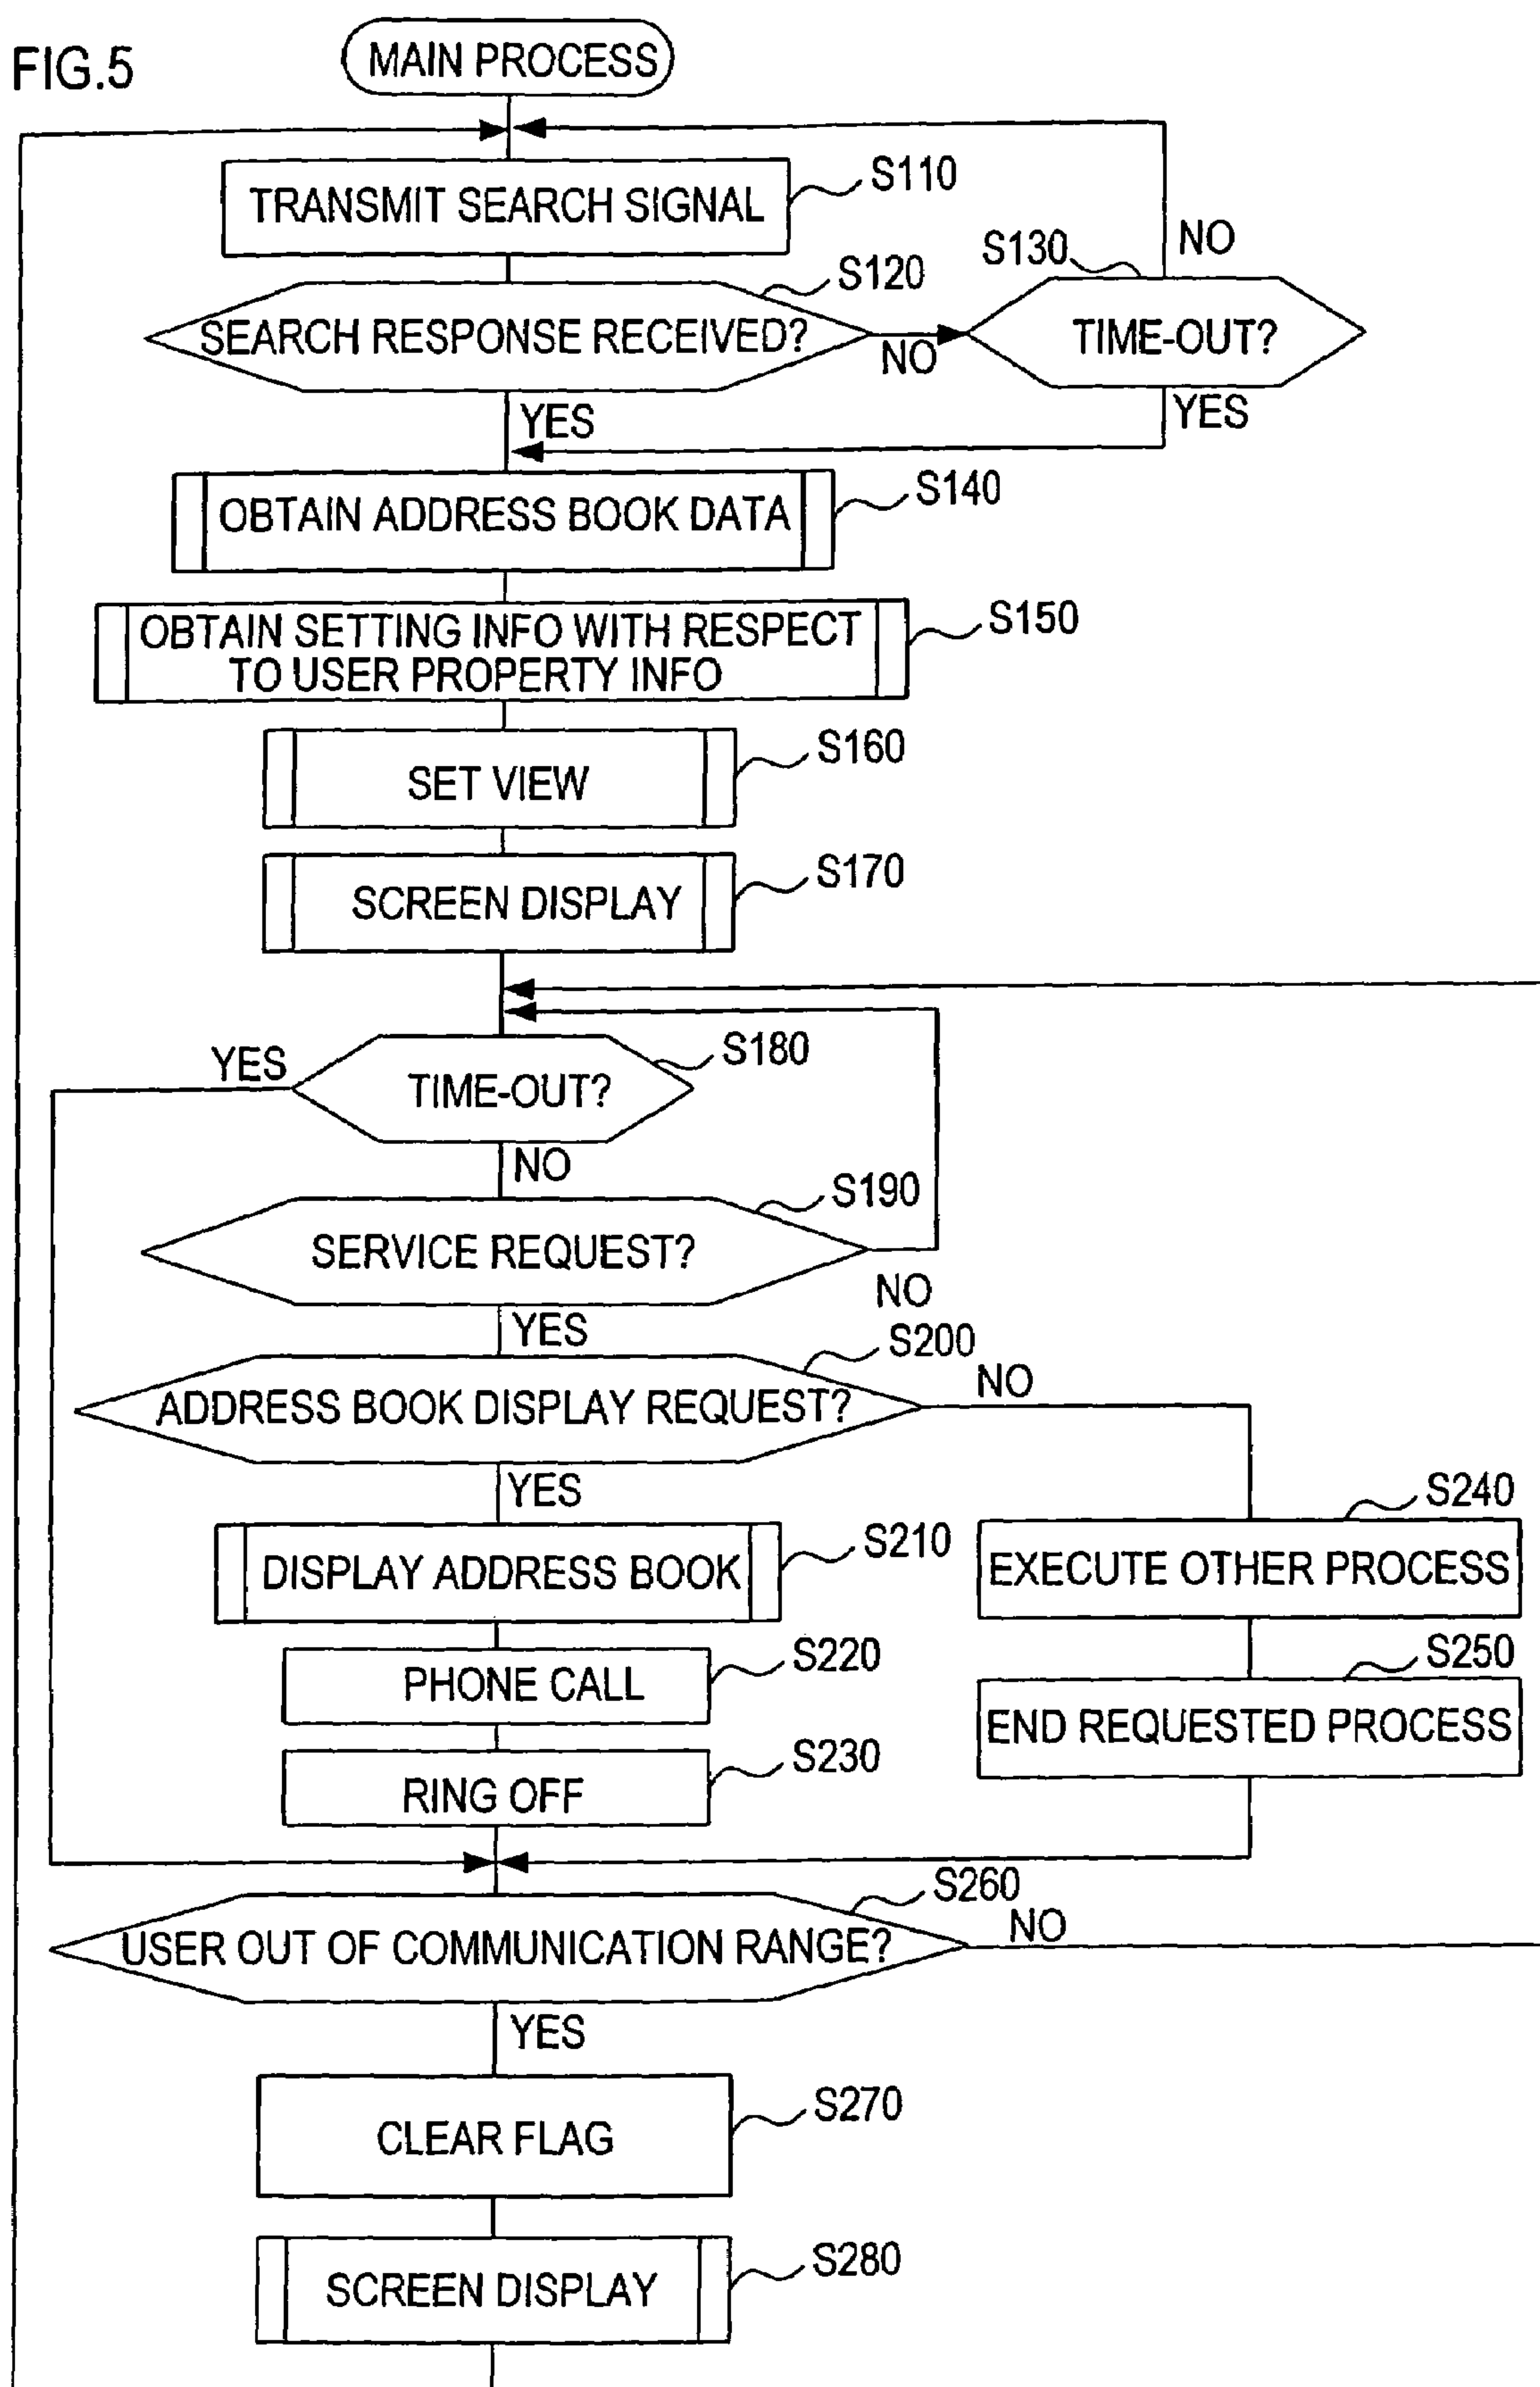 FIG.5
MAIN PROCESS
TRANSMIT SEARCH SIGNAL
S110
SEARCH RESPONSE RECEIVED?
S120
NO
S130
NO
TIME-OUT?
YES
YES
OBTAIN ADDRESS BOOK DATA
S140
OBTAIN SETTING INFO WITH RESPECT
TO USER PROPERTY INFO
S150
SET VIEW
S160
SCREEN DISPLAY
S170
YES
TIME-OUT?
S180
NO
SERVICE REQUEST?
S190
NO
YES
ADDRESS BOOK DISPLAY REQUEST?
S200
NO
YES
DISPLAY ADDRESS BOOK
S210
S240
EXECUTE OTHER PROCESS
PHONE CALL
S220
S250
END REQUESTED PROCESS
RING OFF
S230
USER OUT OF COMMUNICATION RANGE?
S260
NO
YES
CLEAR FLAG
S270
SCREEN DISPLAY
S280